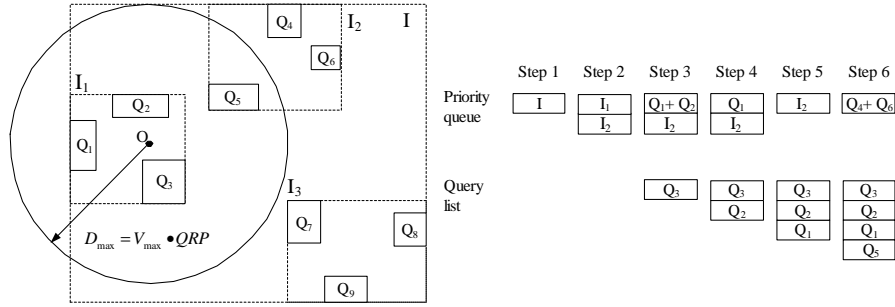 I₂
I
Q₄
Q₆
I₁
Q₂
Q₅
O
Q₁
Q₃
I₃
Q₇
Q₈
Q₉
D_max = V_max • QRP
Step 1 Step 2 Step 3 Step 4 Step 5 Step 6
Priority queue
I I₁ Q₁+ Q₂ Q₁ I₂ Q₄+ Q₆
I₂ I₂ I₂
Query list
Q₃ Q₃ Q₃ Q₃
Q₂ Q₂ Q₂
Q₁ Q₁
Q₅